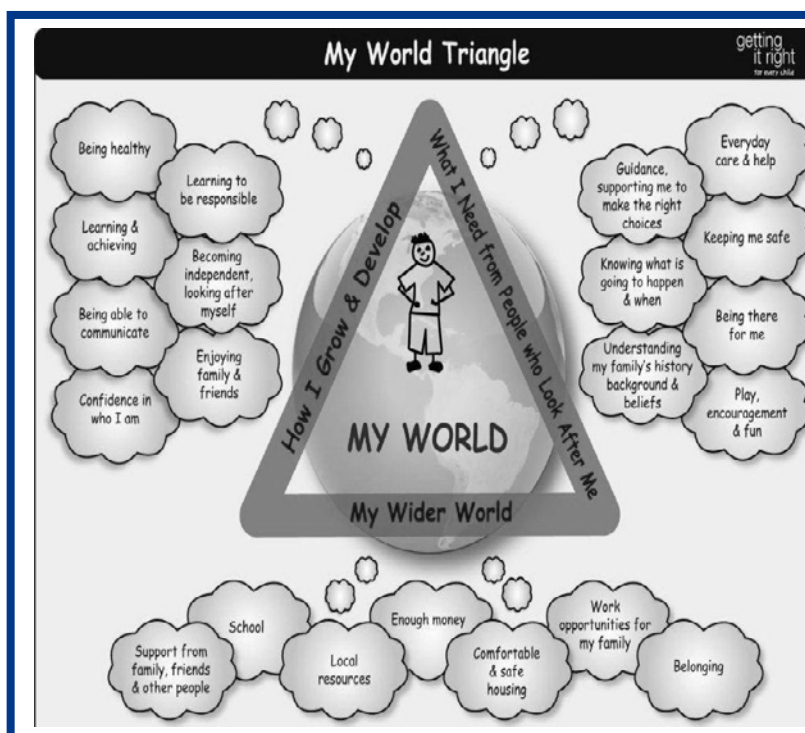 My World Triangle
getting
it right
for every child
Being healthy
Learning to
be responsible
Learning &
achieving
Becoming
independent,
looking after
myself
Being able to
communicate
Enjoying
family &
friends
Confidence in
who I am
How I Grow & Develop
What I Need from People who Look After Me
MY WORLD
My Wider World
Everyday
care & help
Guidance,
supporting me to
make the right
choices
Keeping me safe
Knowing what is
going to happen
& when
Being there
for me
Understanding
my family's history
background &
beliefs
Play,
encouragement
& fun
Support from
family, friends
& other people
School
Local
resources
Enough money
Comfortable
& safe
housing
Work
opportunities for
my family
Belonging